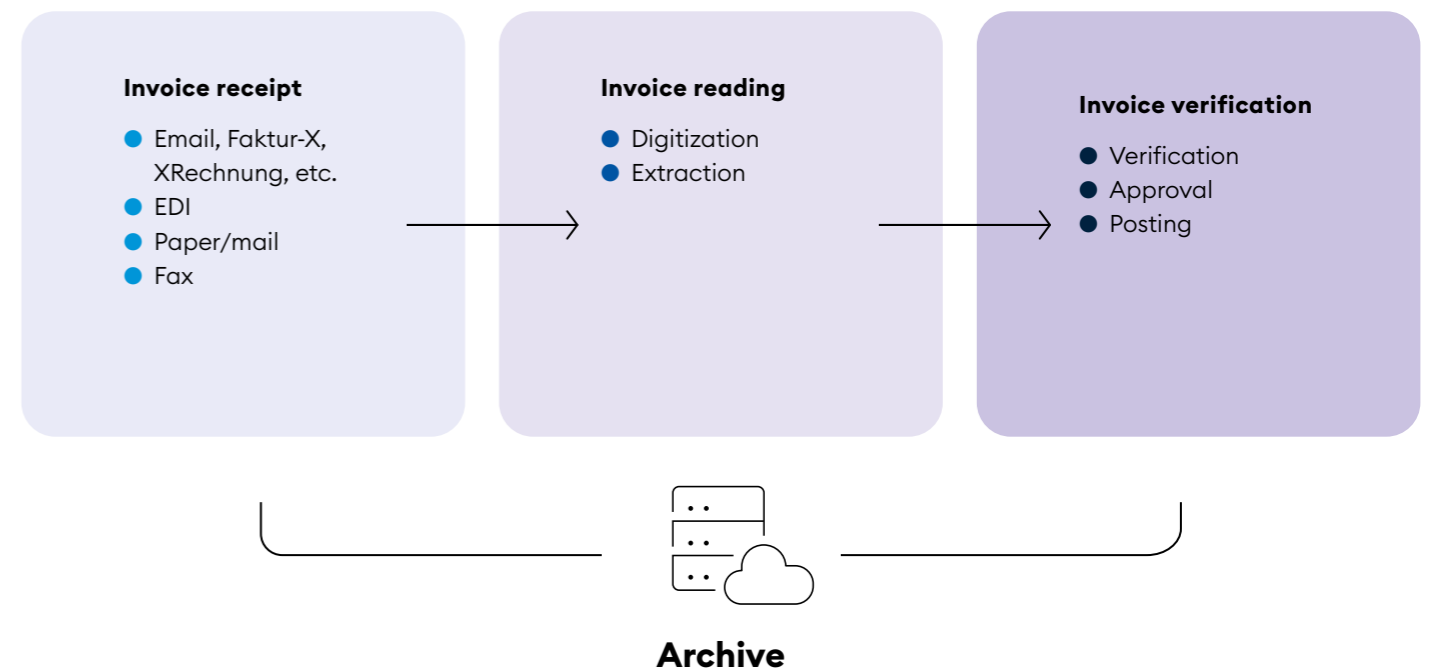 Invoice receipt
Email, Faktur-X,
XRechnung, etc.
EDI
Paper/mail
Fax
Invoice reading
Digitization
Extraction
Invoice verification
Verification
Approval
Posting
Archive